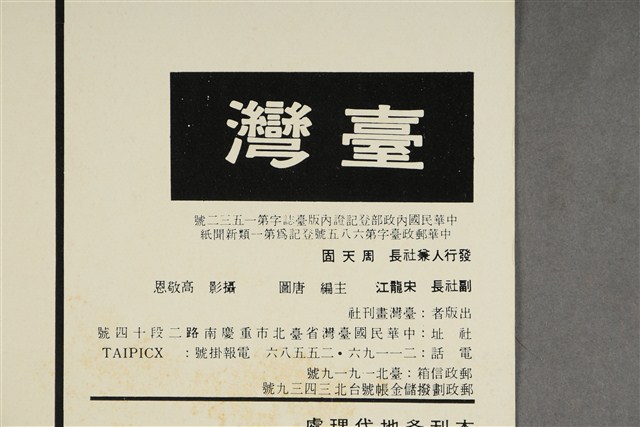 臺灣
中華民國內政部登記證內版臺誌字第一五三二號
中華郵政臺字第六八五號登記爲第一類新聞紙
發行人兼社長 周天固
副社長 宋龍江 主編 唐圖 攝影 高敬恩
出版者：臺灣畫刊社
社 址：中華民國臺灣省臺北市重慶南路二段十四號
電 話：二一一九六・二五五八六 電報掛號：TAIPICX
郵政信箱：臺北一九一九號
郵政劃撥儲金帳號台北三四三九號
本刊各地代理處